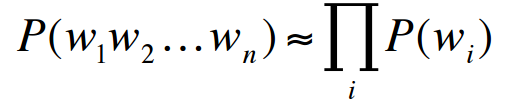 P(w₁w₂…wₙ) ≈ ∏ᵢ P(wᵢ)